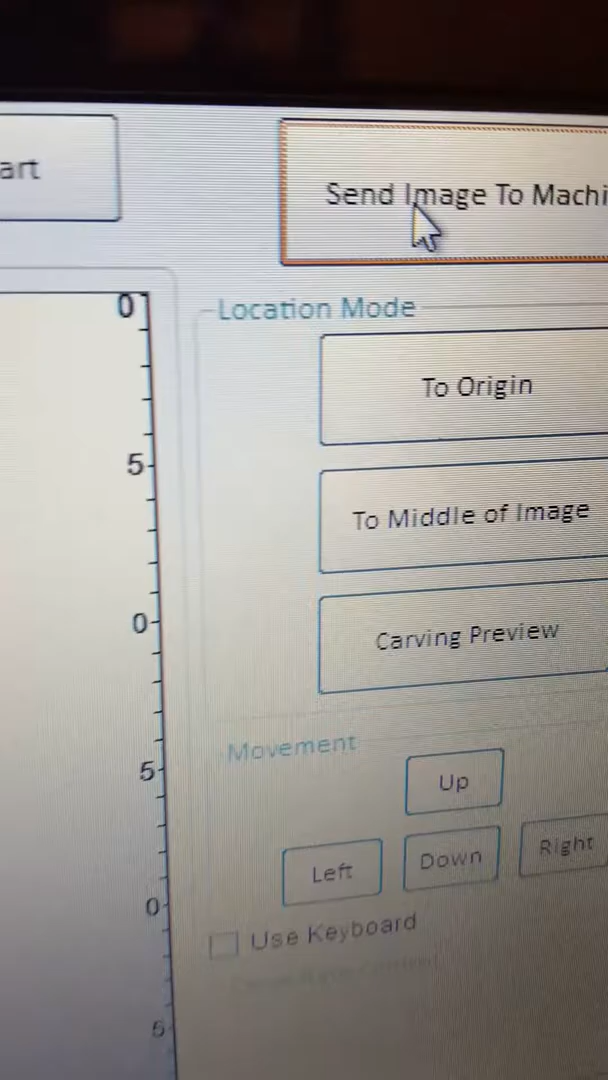 art
Send Image To Machi
0
Location Mode
To Origin
5
To Middle of Image
0
Carving Preview
Movement
5
Up
Left Down Right
0
Use Keyboard
5